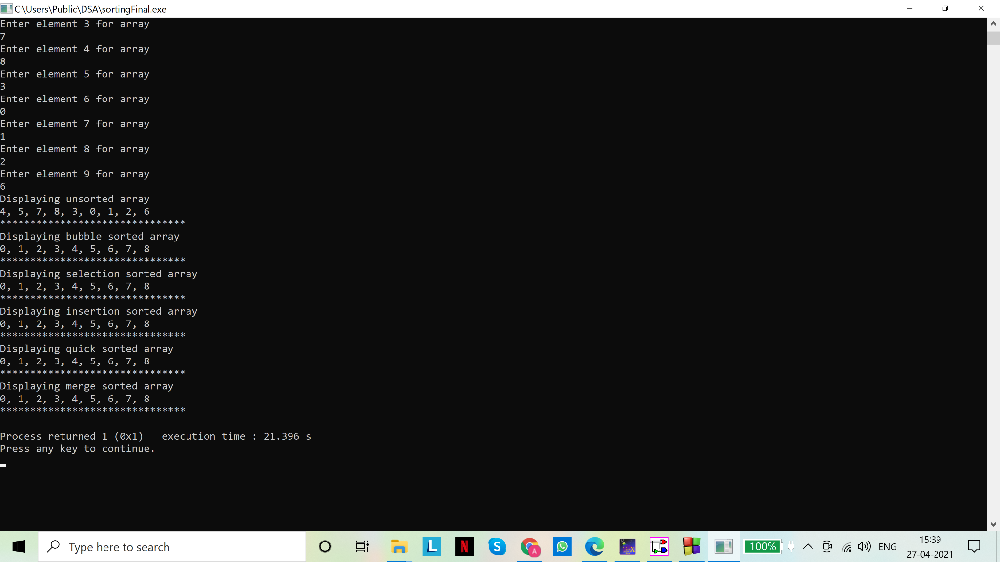 C:\Users\Public\DSA\sortingFinal.exe
Enter element 3 for array
7
Enter element 4 for array
8
Enter element 5 for array
3
Enter element 6 for array
0
Enter element 7 for array
1
Enter element 8 for array
2
Enter element 9 for array
6
Displaying unsorted array
4, 5, 7, 8, 3, 0, 1, 2, 6
*******************************
Displaying bubble sorted array
0, 1, 2, 3, 4, 5, 6, 7, 8
*******************************
Displaying selection sorted array
0, 1, 2, 3, 4, 5, 6, 7, 8
*******************************
Displaying insertion sorted array
0, 1, 2, 3, 4, 5, 6, 7, 8
*******************************
Displaying quick sorted array
0, 1, 2, 3, 4, 5, 6, 7, 8
*******************************
Displaying merge sorted array
0, 1, 2, 3, 4, 5, 6, 7, 8
*******************************
Process returned 1 (0x1)   execution time : 21.396 s
Press any key to continue.
Type here to search
L
N
S
A
TEX
100%
ENG
15:39
27-04-2021